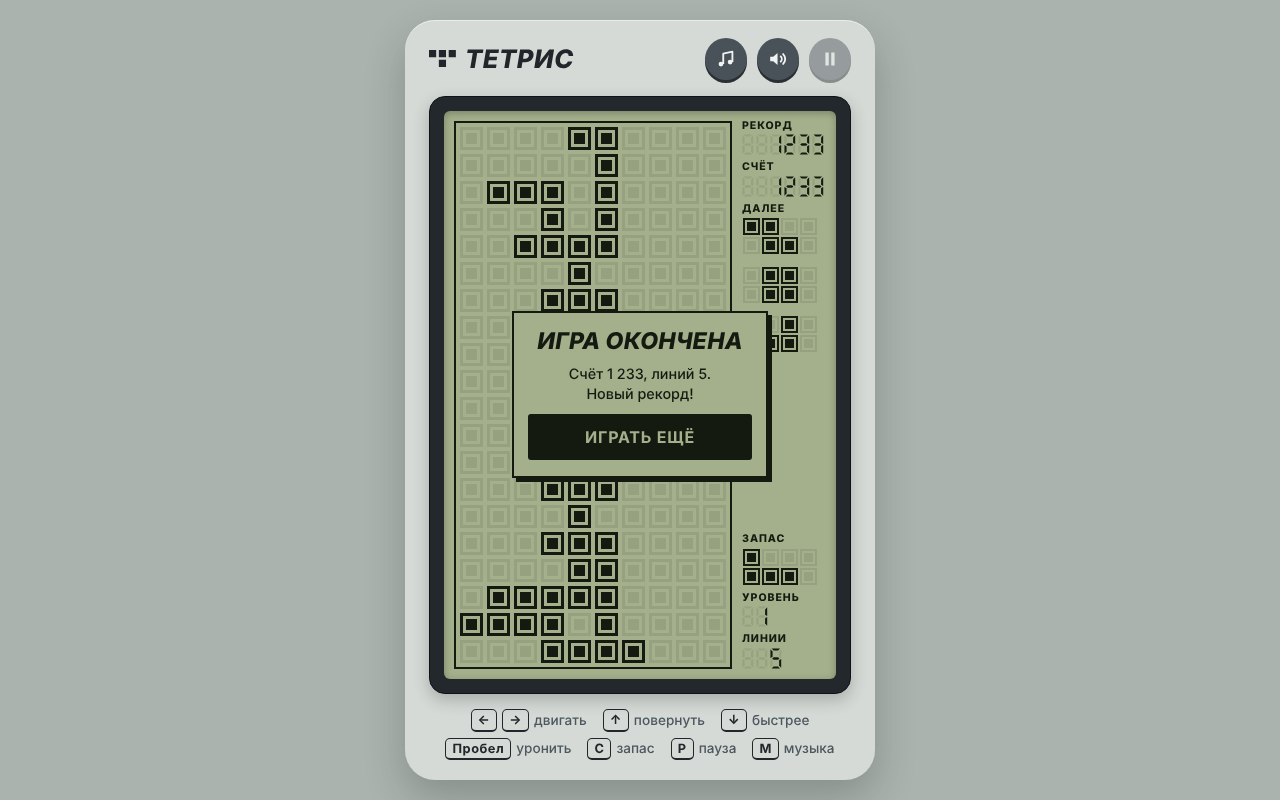 ТЕТРИС
РЕКОРД
1233
СЧЁТ
1233
ДАЛЕЕ
ИГРА ОКОНЧЕНА
Счёт 1 233, линий 5.
Новый рекорд!
ИГРАТЬ ЕЩЁ
ЗАПАС
УРОВЕНЬ
1
ЛИНИИ
5
← → двигать ↑ повернуть ↓ быстрее
Пробел уронить C запас P пауза M музыка